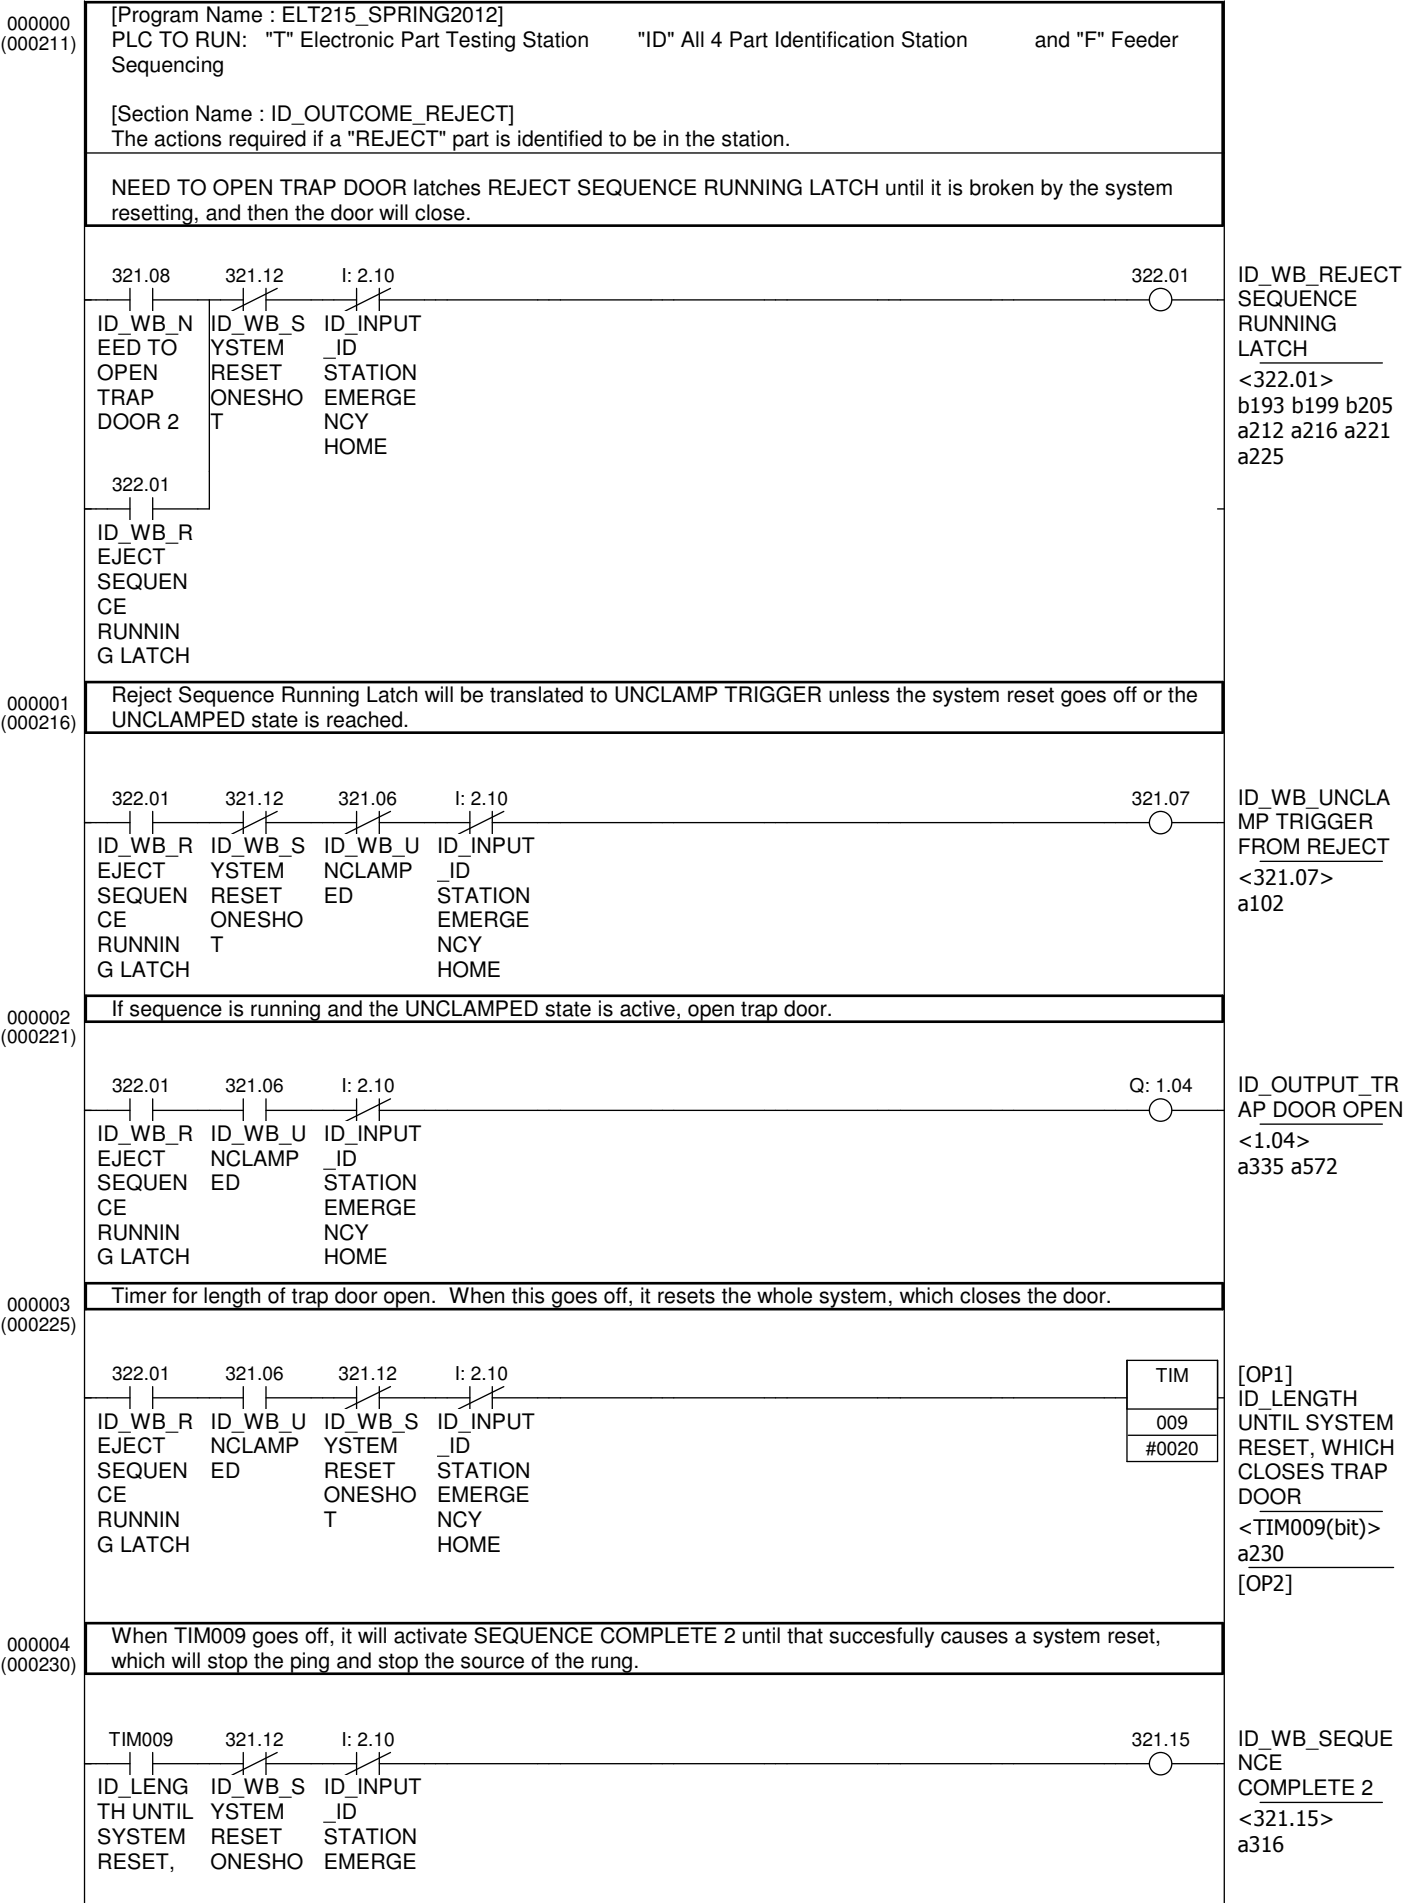 000000
(000211)
[Program Name : ELT215_SPRING2012]
PLC TO RUN: "T" Electronic Part Testing Station "ID" All 4 Part Identification Station and "F" Feeder
Sequencing
[Section Name : ID_OUTCOME_REJECT]
The actions required if a "REJECT" part is identified to be in the station.
NEED TO OPEN TRAP DOOR latches REJECT SEQUENCE RUNNING LATCH until it is broken by the system
resetting, and then the door will close.
321.08 321.12 I: 2.10 322.01
ID_WB_N ID_WB_S ID_INPUT
EED TO YSTEM _ID
OPEN RESET STATION
TRAP ONESHO EMERGE
DOOR 2 T NCY
HOME
ID_WB_REJECT
SEQUENCE
RUNNING
LATCH
<322.01>
b193 b199 b205
a212 a216 a221
a225
322.01
ID_WB_R
EJECT
SEQUEN
CE
RUNNIN
G LATCH
000001
(000216)
Reject Sequence Running Latch will be translated to UNCLAMP TRIGGER unless the system reset goes off or the
UNCLAMPED state is reached.
322.01 321.12 321.06 I: 2.10 321.07
ID_WB_R ID_WB_S ID_WB_U ID_INPUT
EJECT YSTEM NCLAMP _ID
SEQUEN RESET ED STATION
CE ONESHO EMERGE
RUNNIN T NCY
G LATCH HOME
ID_WB_UNCLA
MP TRIGGER
FROM REJECT
<321.07>
a102
000002
(000221)
If sequence is running and the UNCLAMPED state is active, open trap door.
322.01 321.06 I: 2.10 Q: 1.04
ID_WB_R ID_WB_U ID_INPUT
EJECT NCLAMP _ID
SEQUEN ED STATION
CE EMERGE
RUNNIN NCY
G LATCH HOME
ID_OUTPUT_TR
AP DOOR OPEN
<1.04>
a335 a572
000003
(000225)
Timer for length of trap door open. When this goes off, it resets the whole system, which closes the door.
322.01 321.06 321.12 I: 2.10 TIM
009
#0020
ID_WB_R ID_WB_U ID_WB_S ID_INPUT
EJECT NCLAMP YSTEM _ID
SEQUEN ED RESET STATION
CE ONESHO EMERGE
RUNNIN T NCY
G LATCH HOME
[OP1]
ID_LENGTH
UNTIL SYSTEM
RESET, WHICH
CLOSES TRAP
DOOR
<TIM009(bit)>
a230
[OP2]
000004
(000230)
When TIM009 goes off, it will activate SEQUENCE COMPLETE 2 until that succesfully causes a system reset,
which will stop the ping and stop the source of the rung.
TIM009 321.12 I: 2.10 321.15
ID_LENG ID_WB_S ID_INPUT
TH UNTIL YSTEM _ID
SYSTEM RESET STATION
RESET, ONESHO EMERGE
ID_WB_SEQUE
NCE
COMPLETE 2
<321.15>
a316